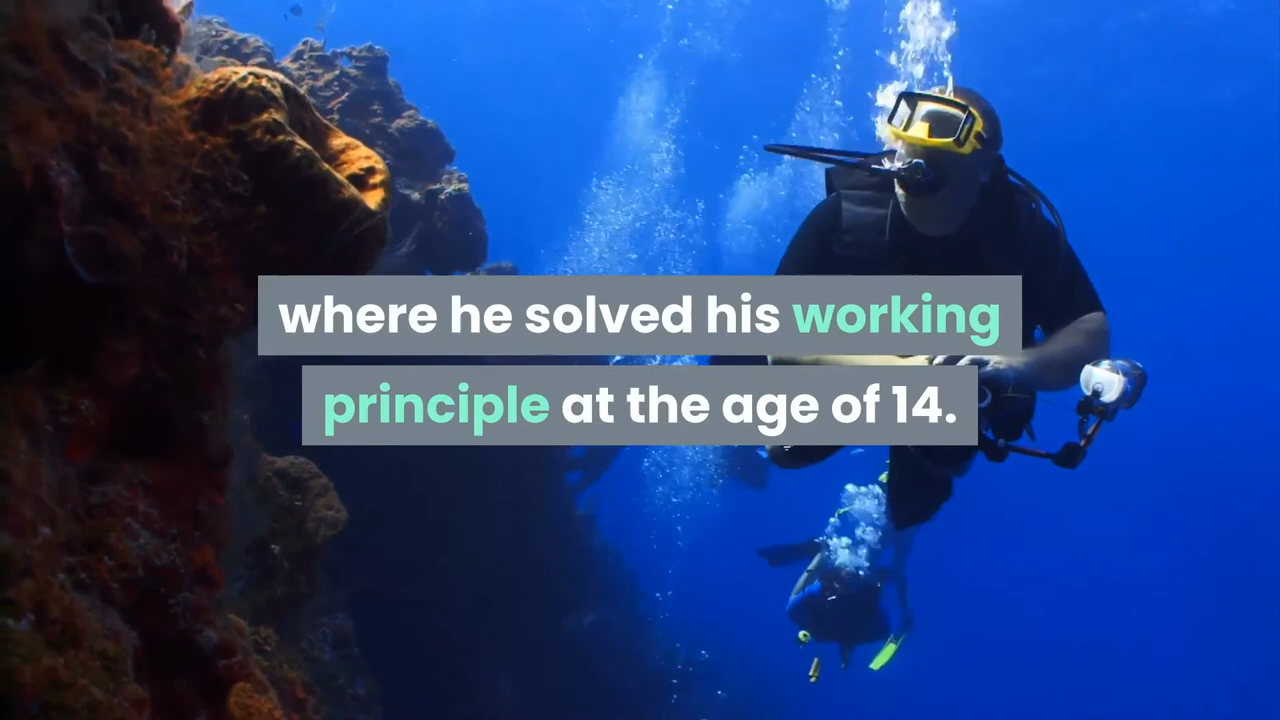 where he solved his working
principle at the age of 14.